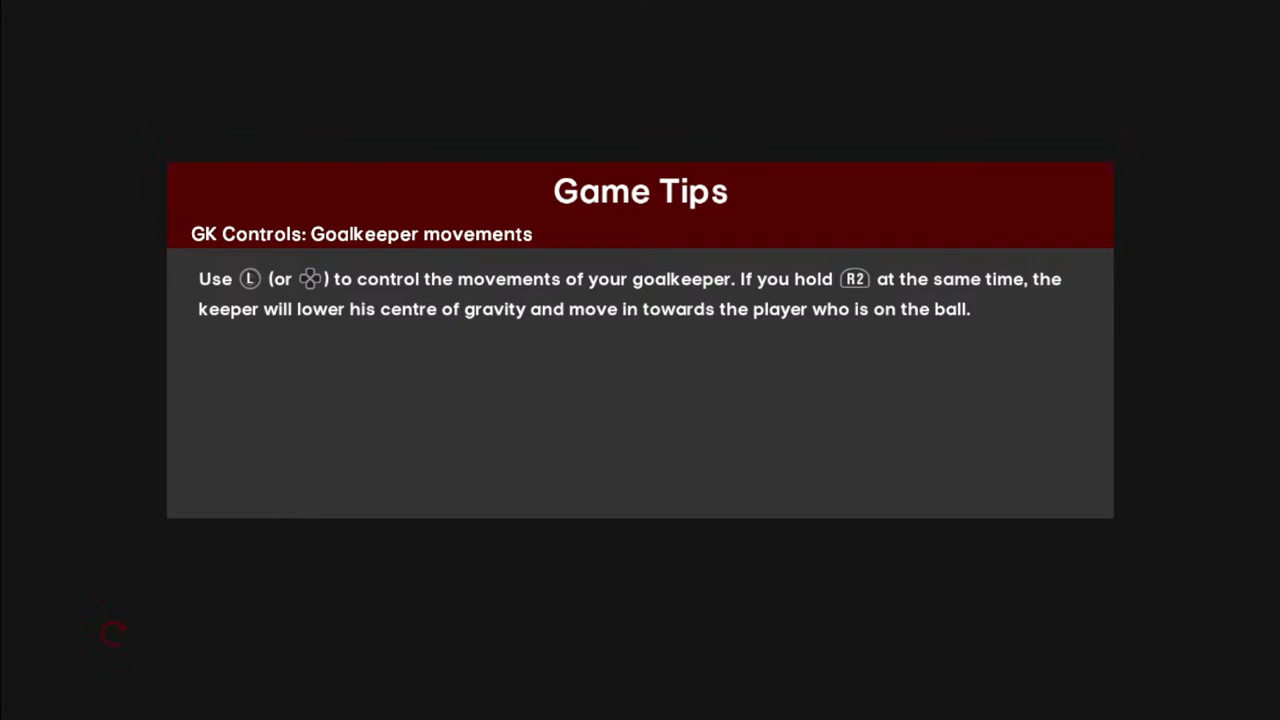 Game Tips
GK Controls: Goalkeeper movements
Use L (or ) to control the movements of your goalkeeper. If you hold R2 at the same time, the
keeper will lower his centre of gravity and move in towards the player who is on the ball.